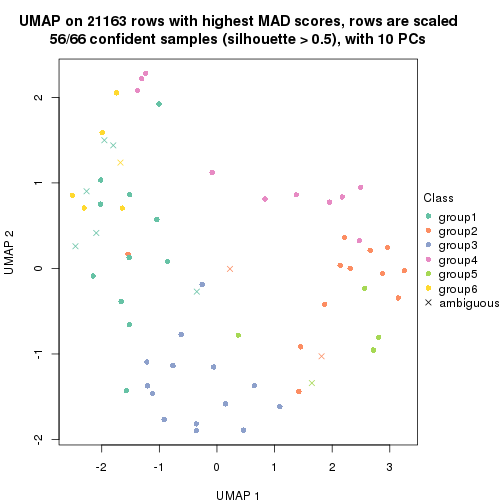 UMAP on 21163 rows with highest MAD scores, rows are scaled
56/66 confident samples (silhouette > 0.5), with 10 PCs
UMAP 2
2
1
0
-1
-2
-2
-1
0
1
2
3
UMAP 1
Class
group1
group2
group3
group4
group5
group6
ambiguous